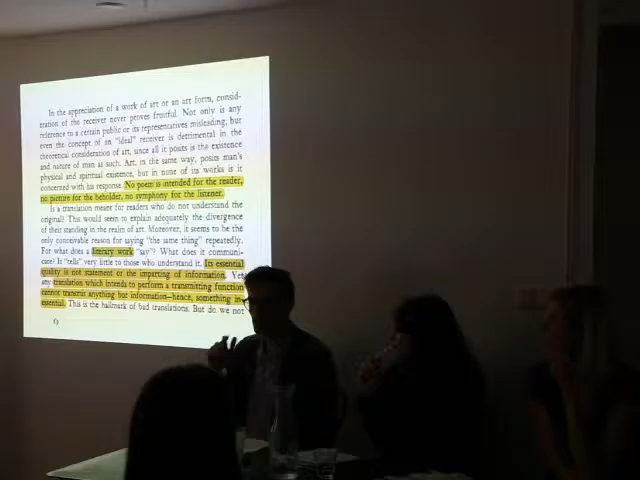 In the appreciation of a work of art or an art form, consid-
eration of the receiver never proves fruitful. Not only is any
reference to a certain public or its representatives misleading, but
even the concept of an "ideal" receiver is detrimental in the
theoretical consideration of art, since all it posits is the existence
and nature of man as such. Art, in the same way, posits man's
physical and spiritual existence, but in none of its works is it
concerned with his response. No poem is intended for the reader,
no picture for the beholder, no symphony for the listener.
Is a translation meant for readers who do not understand the
original? This would seem to explain adequately the divergence
of their standing in the realm of art. Moreover, it seems to be the
only conceivable reason for saying "the same thing" repeatedly.
For what does a literary work "say"? What does it communi-
cate? It "tells" very little to those who understand it. Its essential
quality is not statement or the imparting of information. Yet
any translation which intends to perform a transmitting function
cannot transmit anything but information—hence, something in-
essential. This is the hallmark of bad translations. But do we not